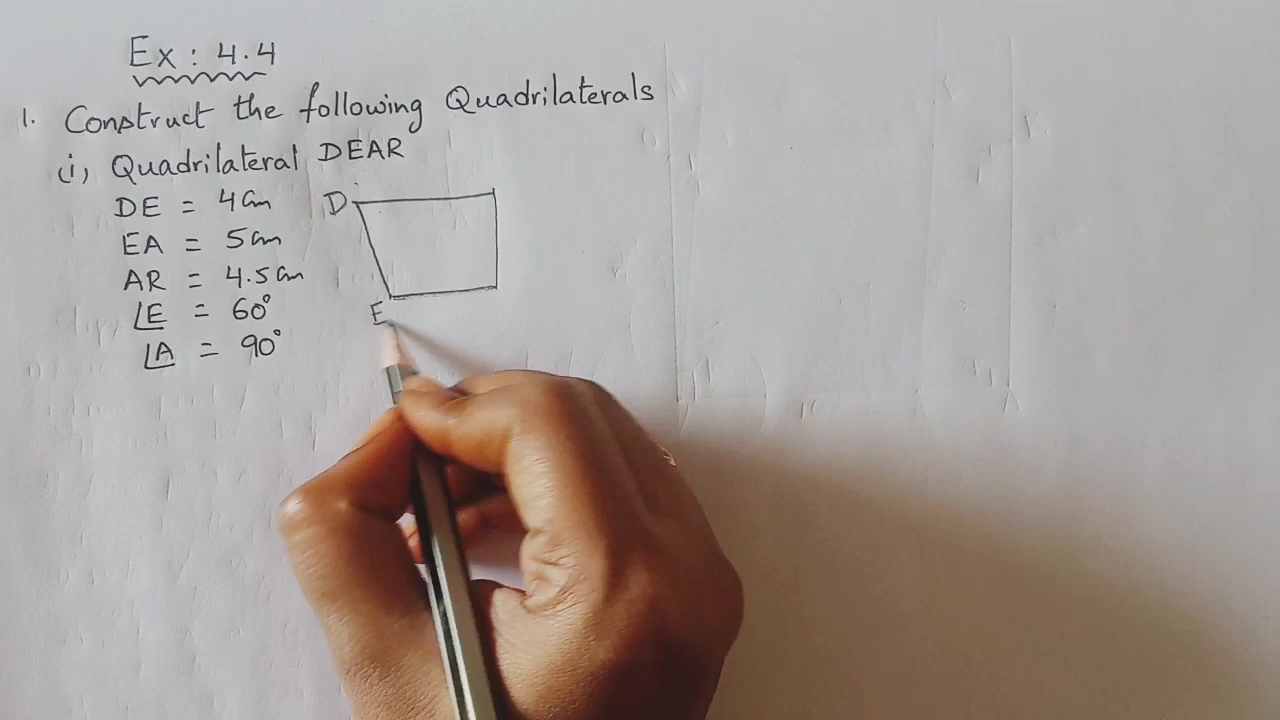 Ex : 4.4
1. Construct the following Quadrilaterals
(i), Quadrilateral DEAR
DE = 4cm
EA = 5cm
AR = 4.5cm
∠E = 60°
∠A = 90°
D
E